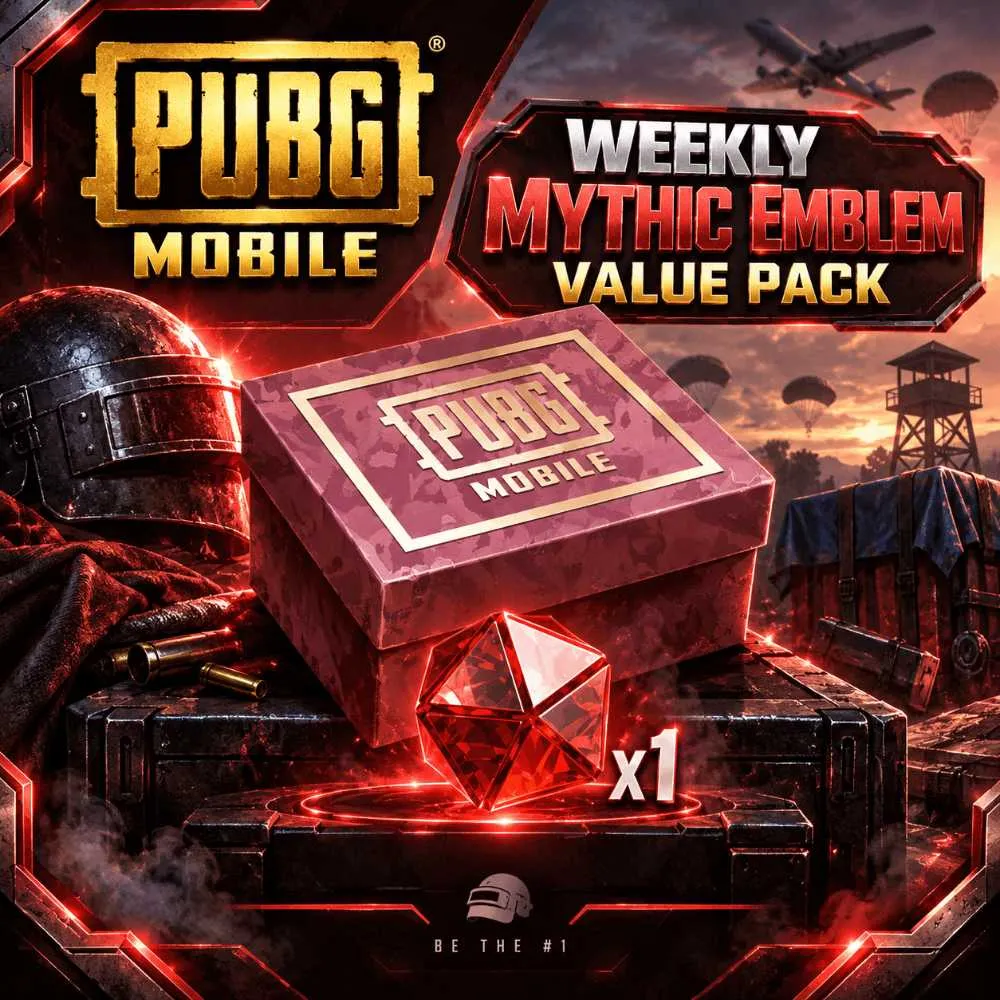 PUBG®
MOBILE
WEEKLY
MYTHIC EMBLEM
VALUE PACK
PUBG
MOBILE
x1
BE THE #1